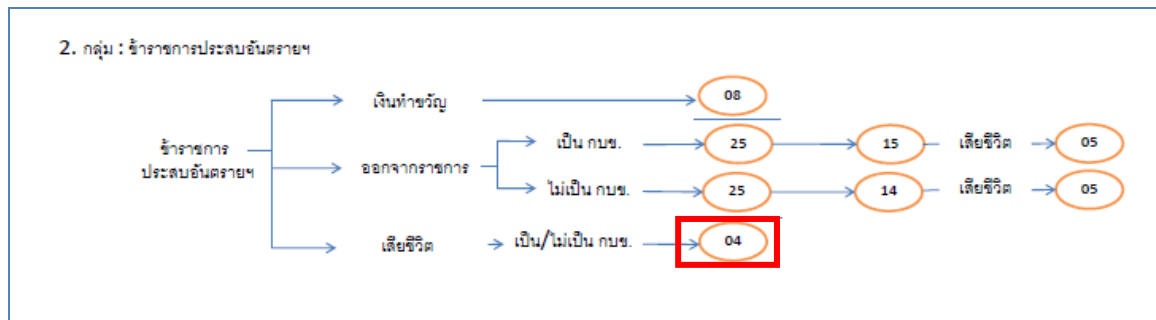 2. กลุ่ม : ข้าราชการประสบอันตรายฯ
เงินทำขวัญ 08
ข้าราชการ
ประสบอันตรายฯ
ออกจากราชการ
เป็น กบข. 25 15 เสียชีวิต 05
ไม่เป็น กบข. 25 14 เสียชีวิต 05
เสียชีวิต เป็น/ไม่เป็น กบข. 04